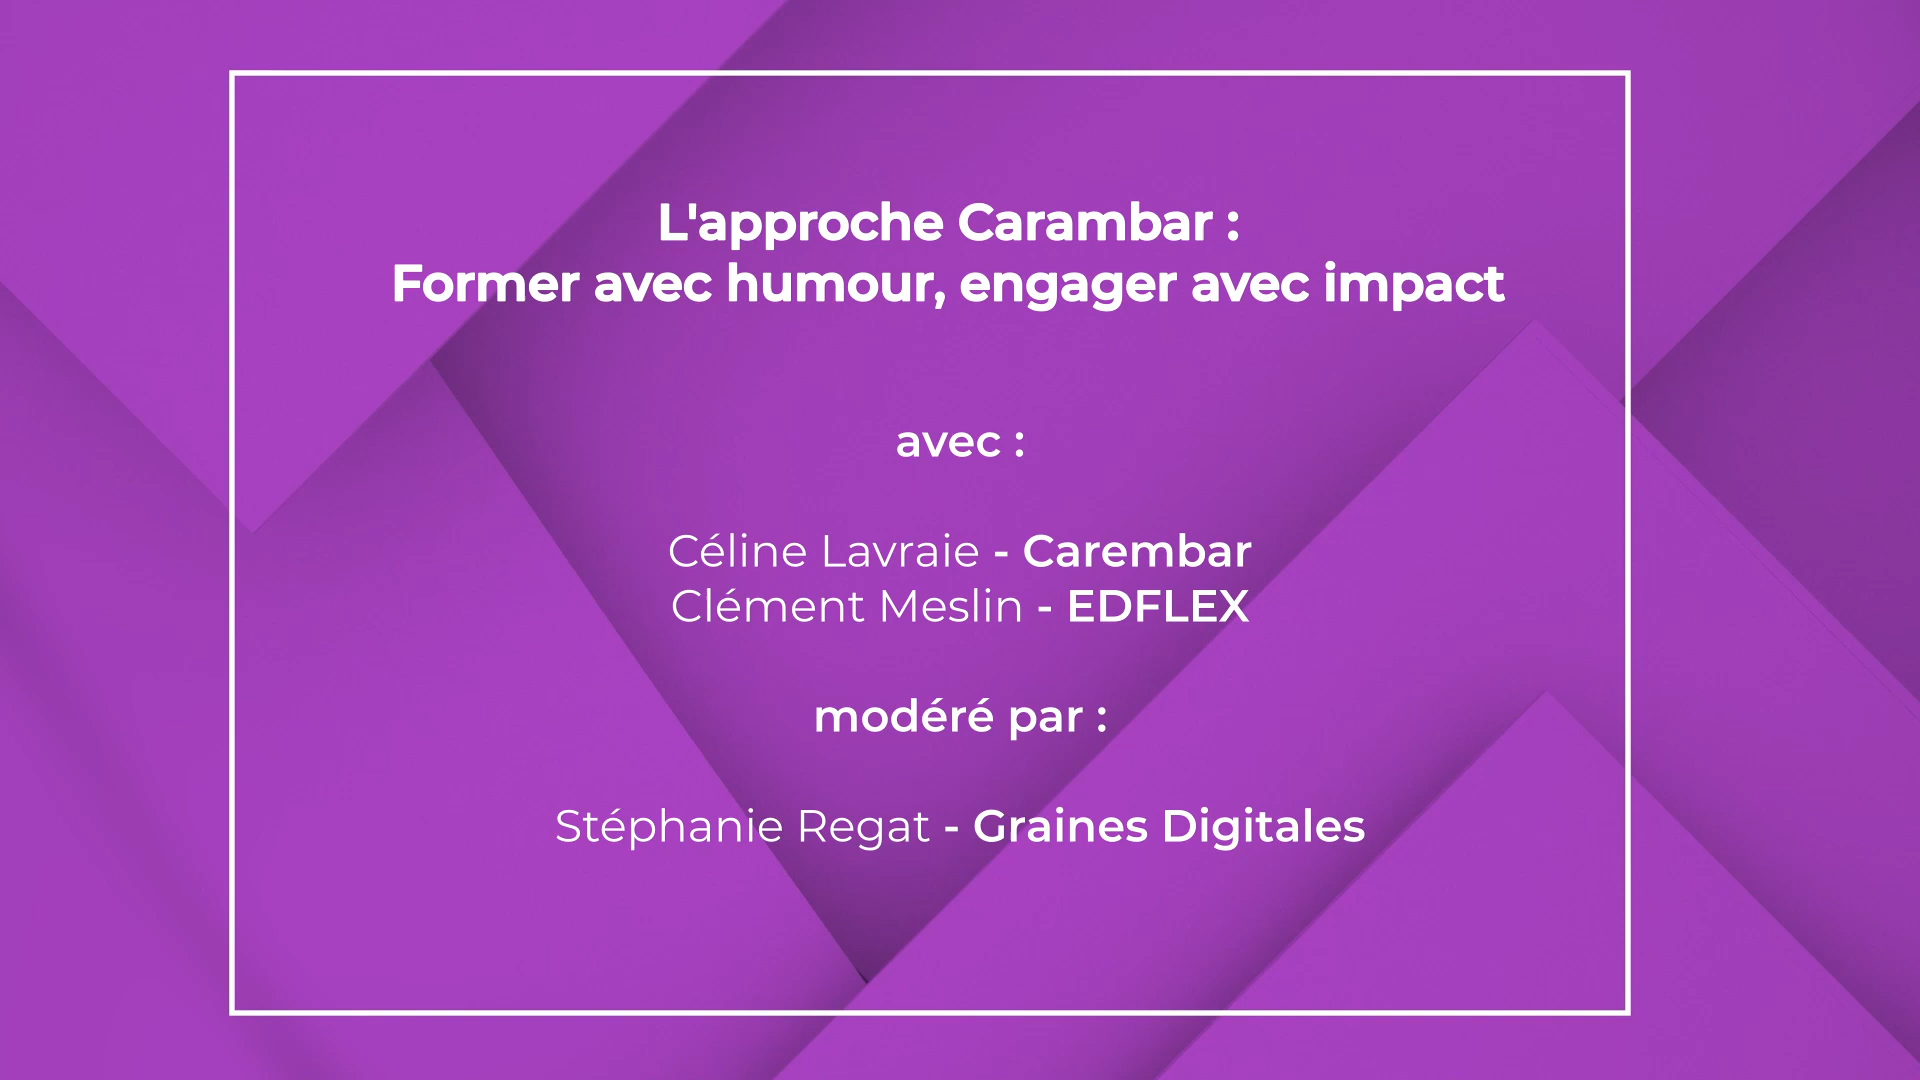 L'approche Carambar :
Former avec humour, engager avec impact
avec :
Céline Lavraie - Carembar
Clément Meslin - EDFLEX
modéré par :
Stéphanie Regat - Graines Digitales